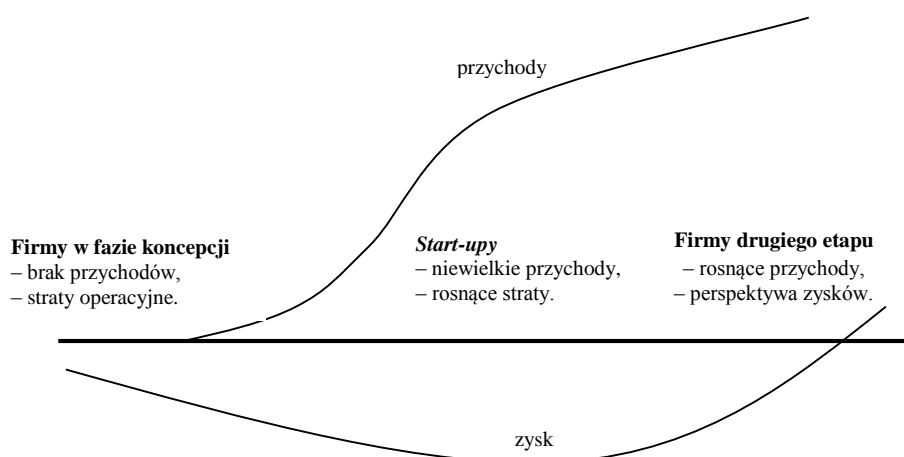 przychody
Firmy w fazie koncepcji
– brak przychodów,
– straty operacyjne.
Start-upy
– niewielkie przychody,
– rosnące straty.
Firmy drugiego etapu
– rosnące przychody,
– perspektywa zysków.
zysk